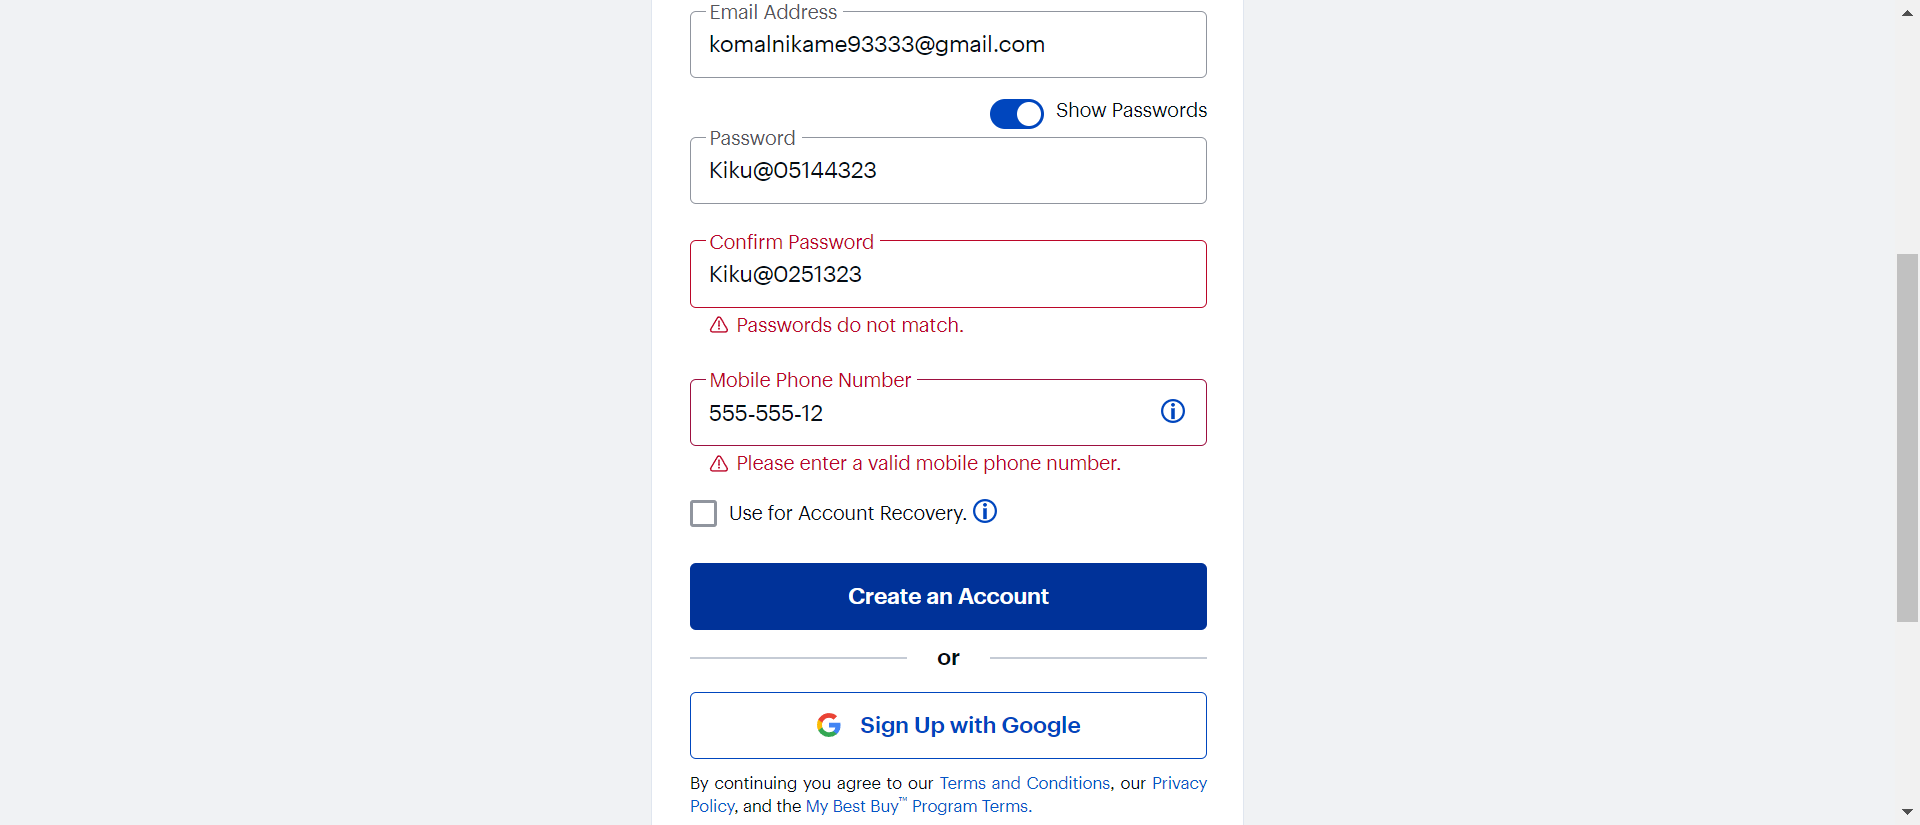 Email Address
komalnikame93333@gmail.com
Show Passwords
Password
Kiku@05144323
Confirm Password
Kiku@0251323
Passwords do not match.
Mobile Phone Number
555-555-12
Please enter a valid mobile phone number.
Use for Account Recovery.
Create an Account
or
Sign Up with Google
By continuing you agree to our Terms and Conditions, our Privacy
Policy, and the My Best Buy™ Program Terms.